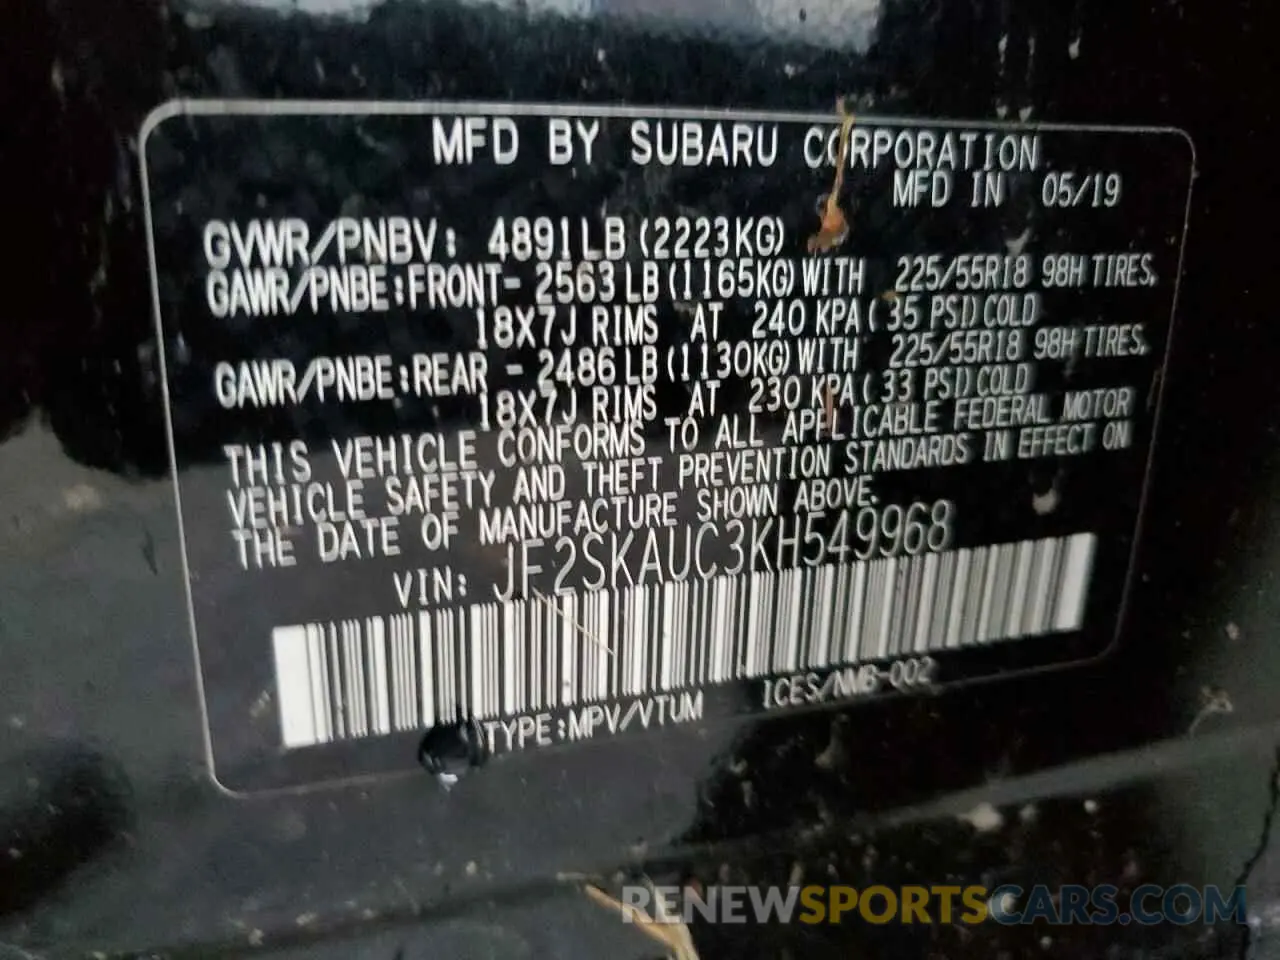 MFD BY SUBARU CORPORATION
MFD IN 05/19
GVWR/PNBV: 4891LB (2223KG)
GAWR/PNBE:FRONT- 2563 LB (1165KG) WITH 225/55R18 98H TIRES,
18X7J RIMS AT 240 KPA ( 35 PSI) COLD
GAWR/PNBE:REAR - 2486 LB (1130KG) WITH 225/55R18 98H TIRES,
18X7J RIMS AT 230 KPA ( 33 PSI) COLD
THIS VEHICLE CONFORMS TO ALL APPLICABLE FEDERAL MOTOR
VEHICLE SAFETY AND THEFT PREVENTION STANDARDS IN EFFECT ON
THE DATE OF MANUFACTURE SHOWN ABOVE.
VIN: JF2SKAUC3KH549968
TYPE:MPV/VTUM ICES/NMB-002
RENEWSPORTSCARS.COM